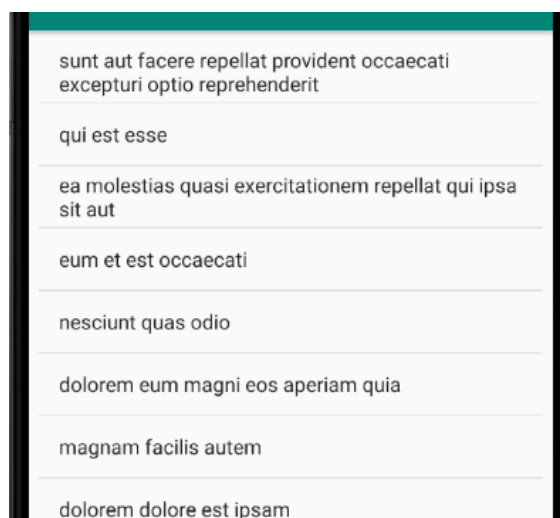 sunt aut facere repellat provident occaecati
excepturi optio reprehenderit
qui est esse
ea molestias quasi exercitationem repellat qui ipsa
sit aut
eum et est occaecati
nesciunt quas odio
dolorem eum magni eos aperiam quia
magnam facilis autem
dolorem dolore est ipsam